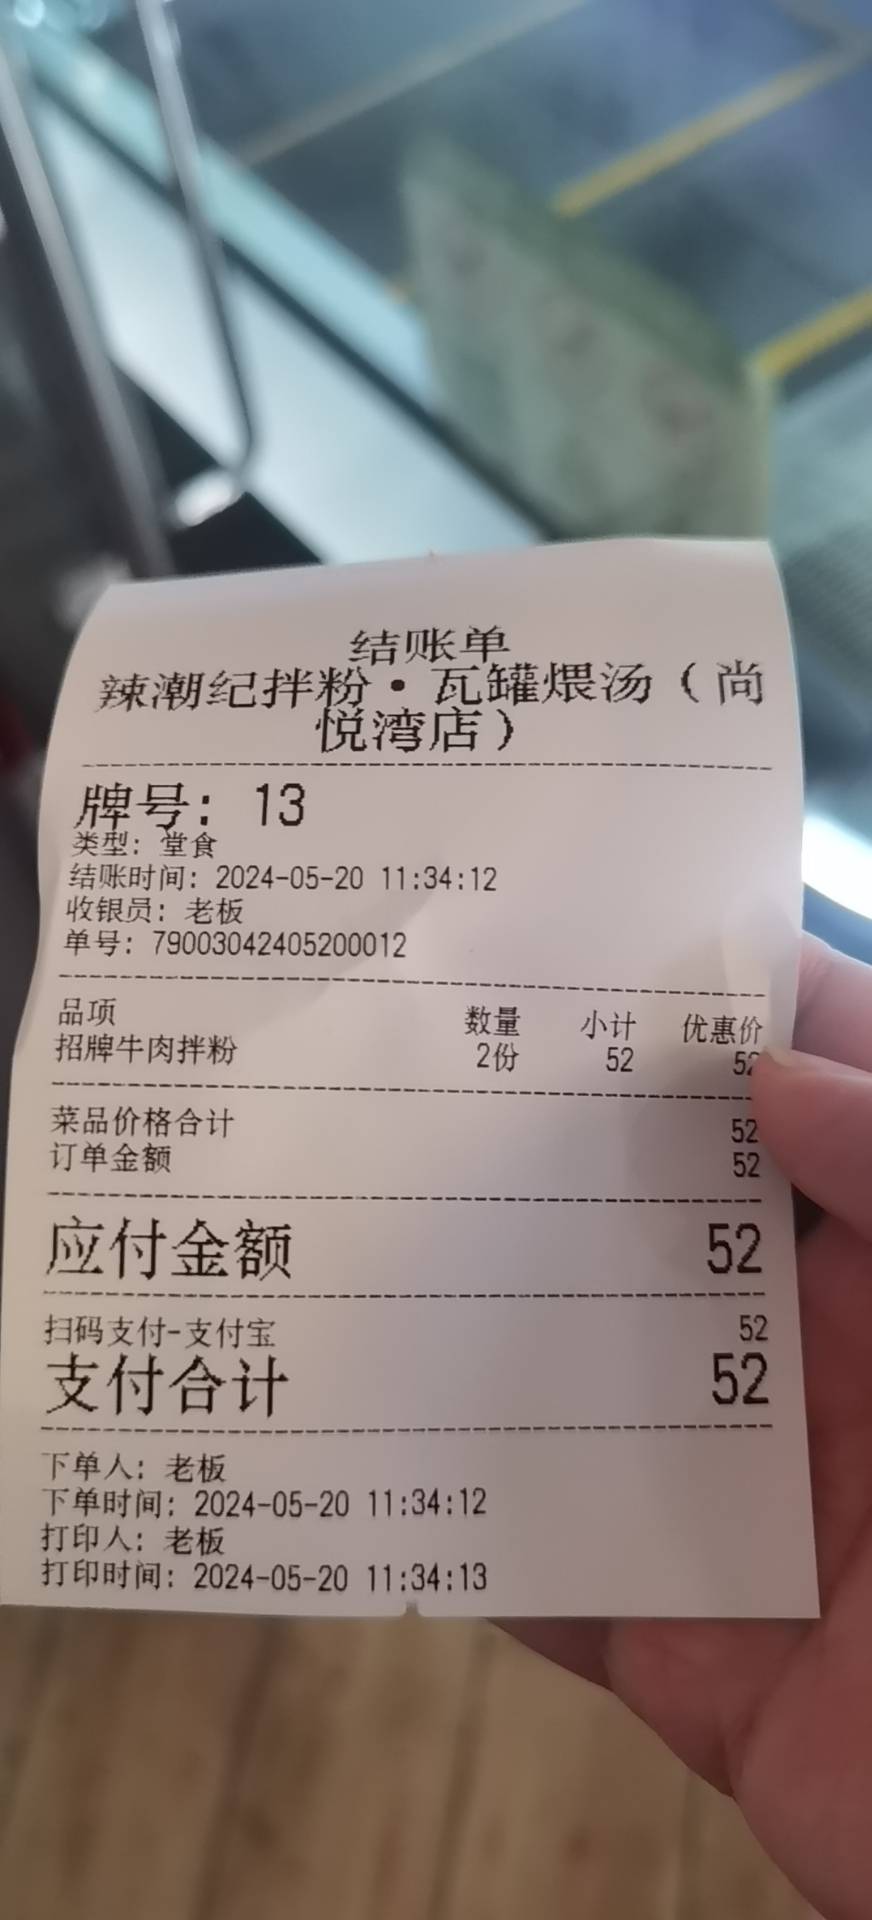 结账单
辣潮纪拌粉·瓦罐煨汤（尚
悦湾店）
牌号: 13
类型: 堂食
结账时间: 2024-05-20 11:34:12
收银员: 老板
单号: 79003042405200012
品项 数量 小计 优惠价
招牌牛肉拌粉 2份 52 52
菜品价格合计 52
订单金额 52
应付金额 52
扫码支付-支付宝 52
支付合计 52
下单人: 老板
下单时间: 2024-05-20 11:34:12
打印人: 老板
打印时间: 2024-05-20 11:34:13